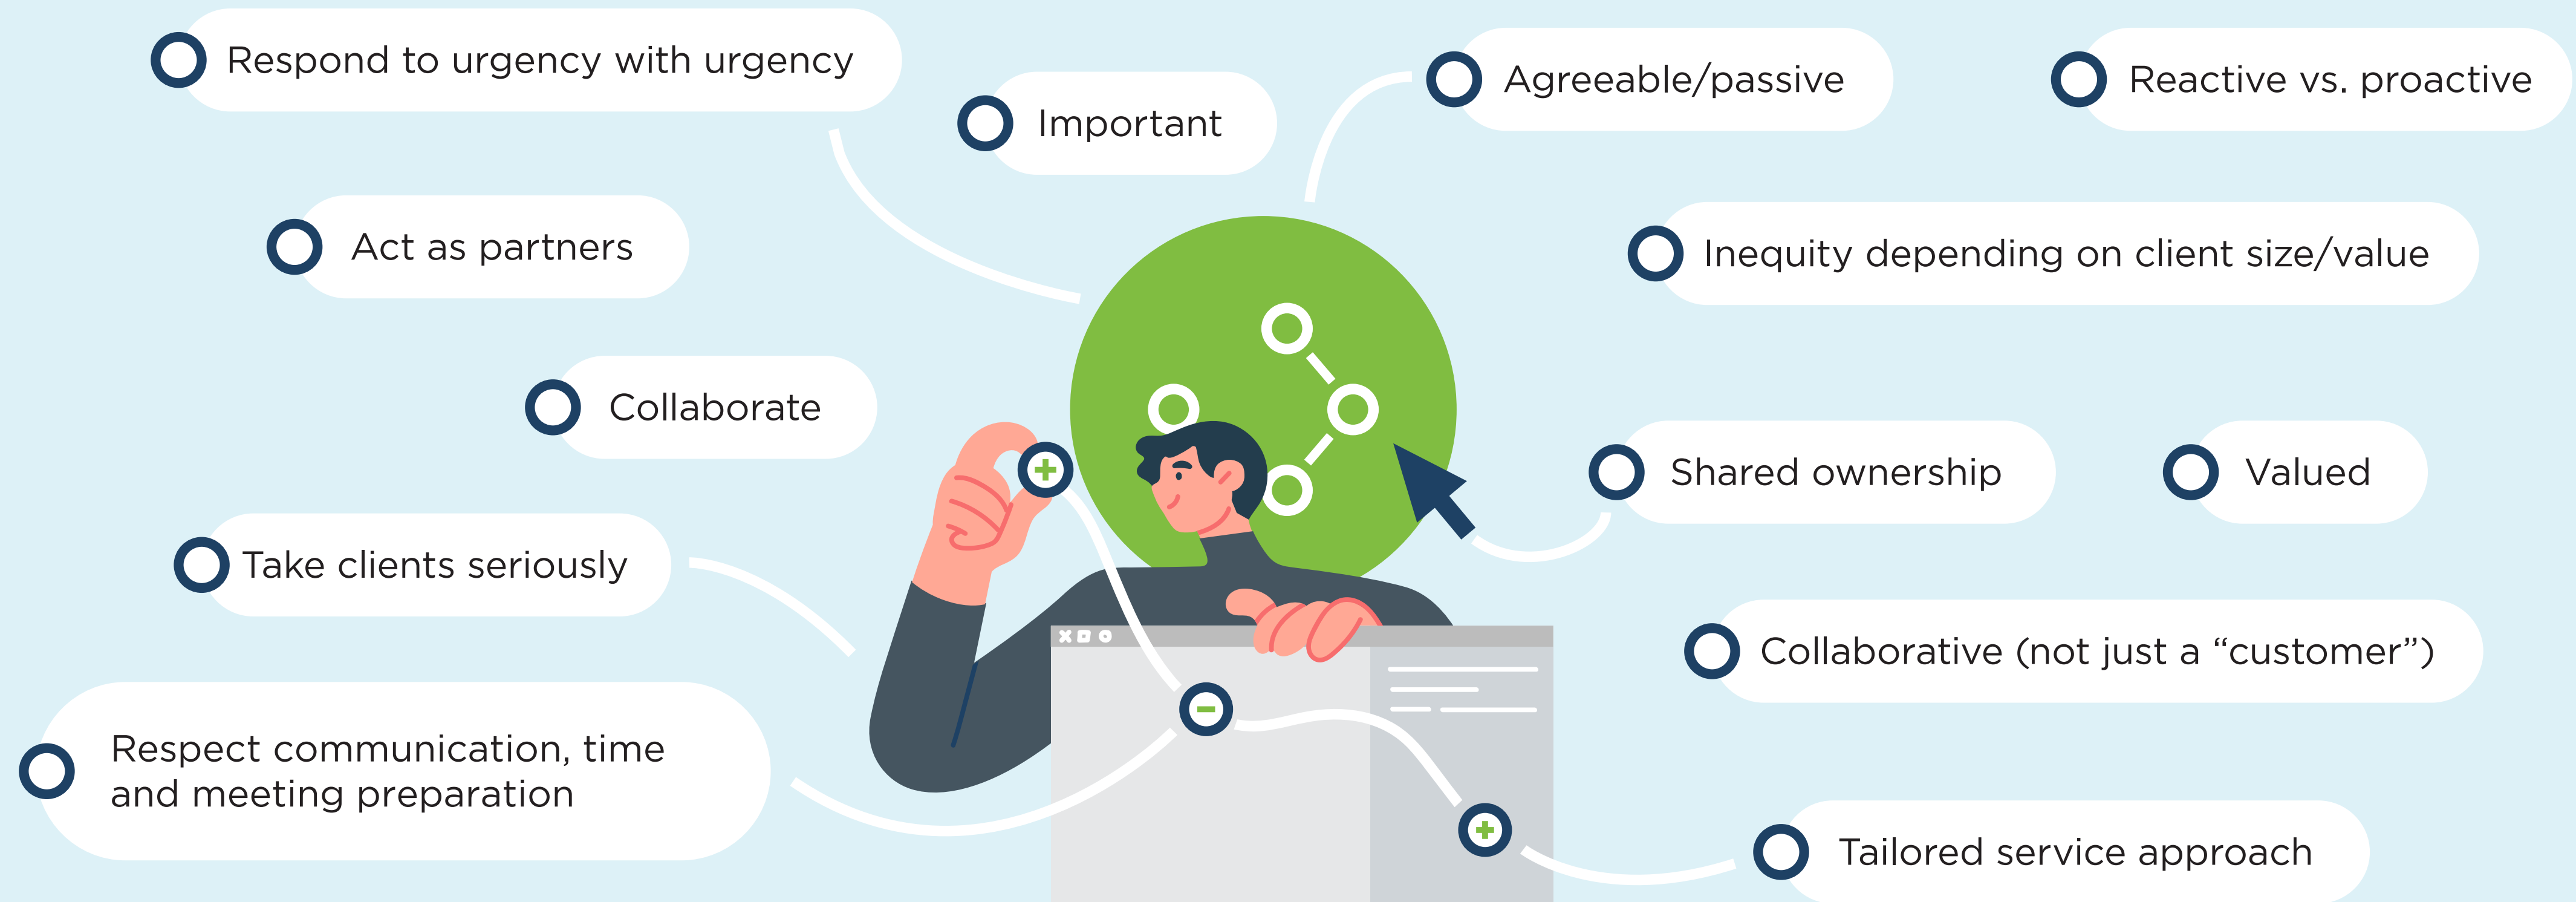 Respond to urgency with urgency
Important
Agreeable/passive
Reactive vs. proactive
Act as partners
Inequity depending on client size/value
Collaborate
Shared ownership
Valued
Take clients seriously
Collaborative (not just a “customer”)
Respect communication, time
and meeting preparation
Tailored service approach